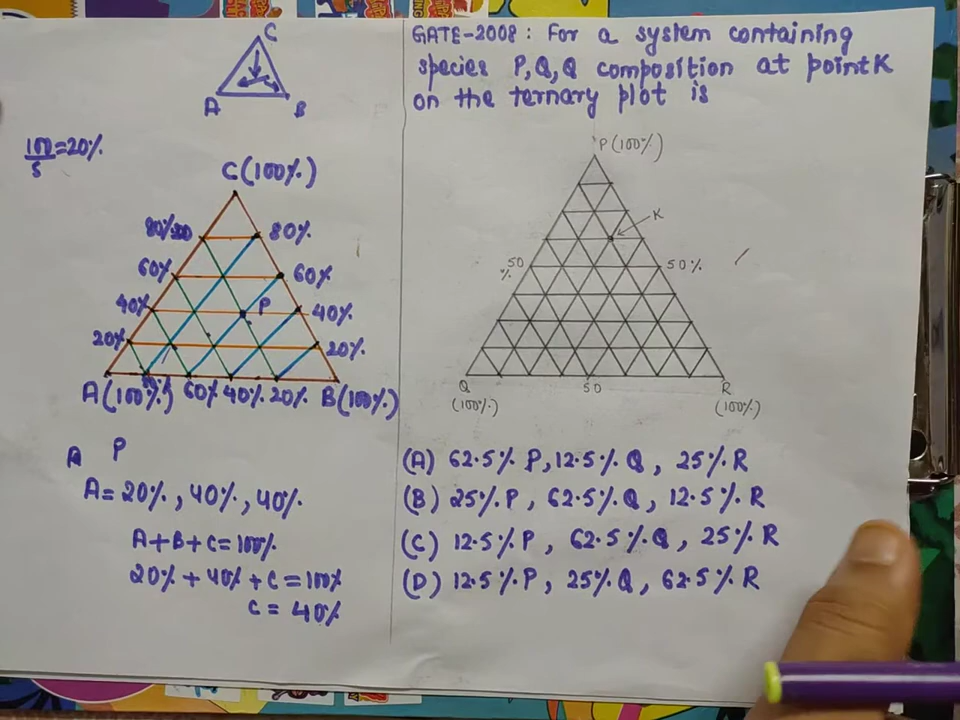 C
A
B
100/5 = 20%
C (100%)
80%
80%
60%
60%
40%
P
40%
20%
20%
A (100%)
60% 40% 20% B (100%)
A P
A = 20%, 40%, 40%
A+B+C = 100%
20% + 40% + C = 100%
C = 40%
GATE-2008: For a system containing
species P,Q,Q composition at point K
on the ternary plot is
P (100%)
K
50
%
50%
Q
(100%)
50
R
(100%)
(A) 62.5% P, 12.5% Q, 25% R
(B) 25% P, 62.5% Q, 12.5% R
(C) 12.5% P, 62.5% Q, 25% R
(D) 12.5% P, 25% Q, 62.5% R